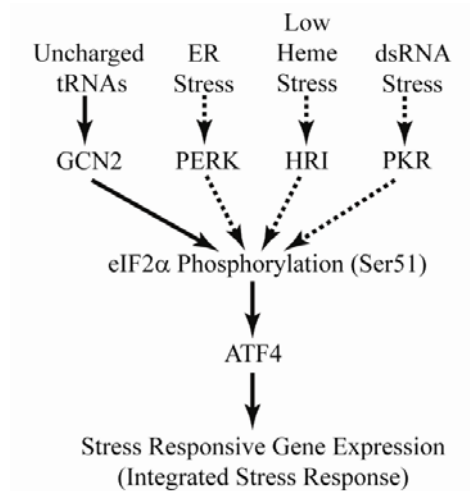 Uncharged
tRNAs
ER
Stress
Low
Heme
Stress
dsRNA
Stress
GCN2
PERK
HRI
PKR
eIF2α Phosphorylation (Ser51)
ATF4
Stress Responsive Gene Expression
(Integrated Stress Response)